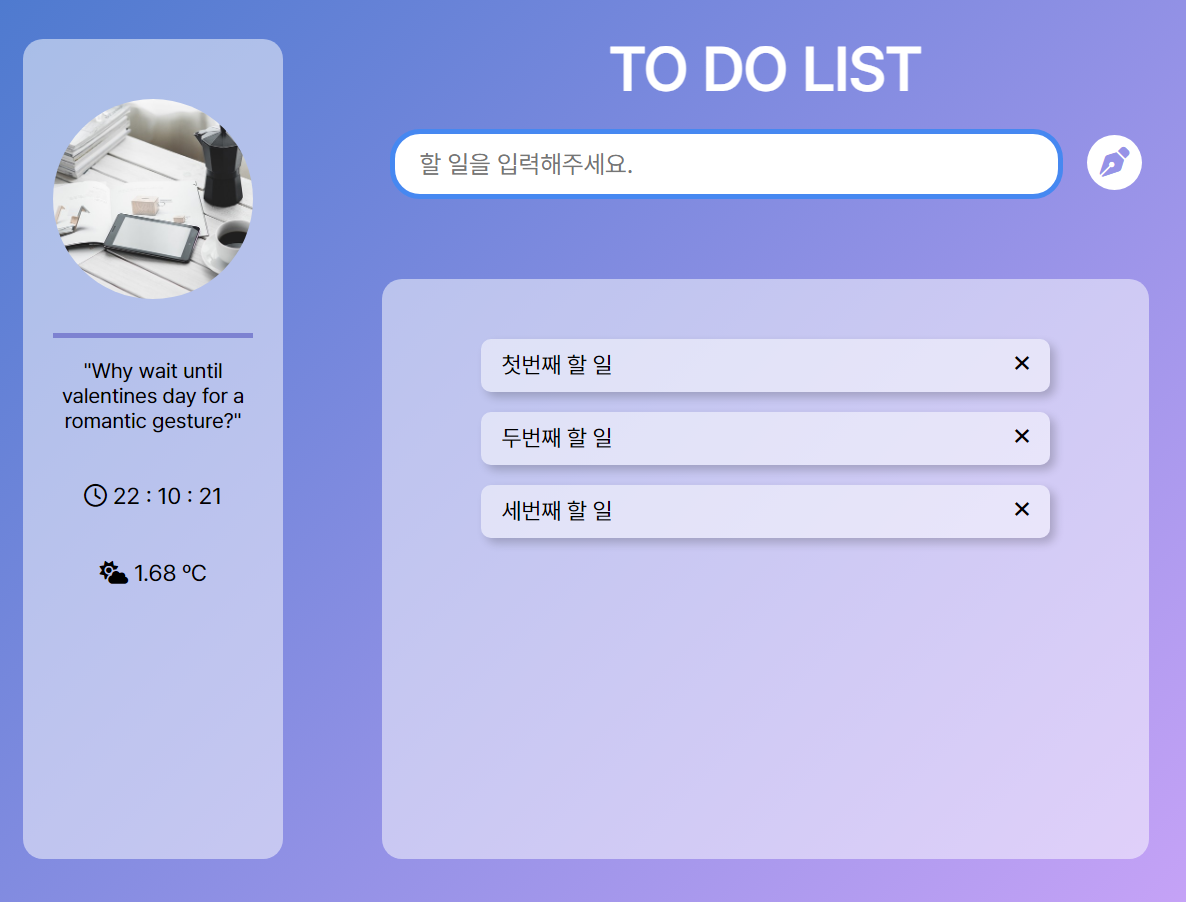 TO DO LIST
할 일을 입력해주세요.
"Why wait until
valentines day for a
romantic gesture?"
22 : 10 : 21
1.68 ºC
첫번째 할 일 ✕
두번째 할 일 ✕
세번째 할 일 ✕